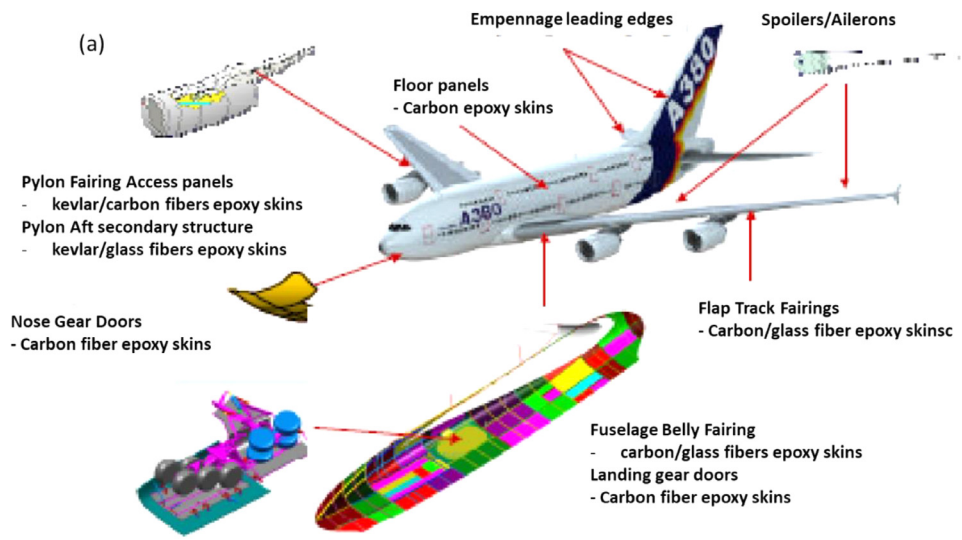 (a)
Empennage leading edges
Spoilers/Ailerons
Floor panels
- Carbon epoxy skins
A380
A380
Pylon Fairing Access panels
- kevlar/carbon fibers epoxy skins
Pylon Aft secondary structure
- kevlar/glass fibers epoxy skins
Nose Gear Doors
- Carbon fiber epoxy skins
Flap Track Fairings
- Carbon/glass fiber epoxy skinsc
Fuselage Belly Fairing
- carbon/glass fibers epoxy skins
Landing gear doors
- Carbon fiber epoxy skins